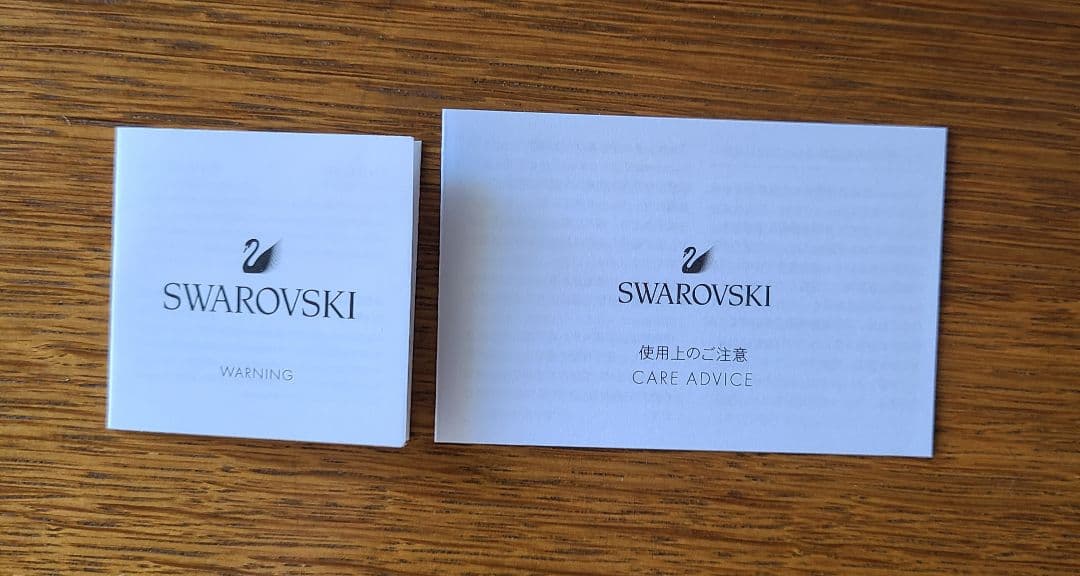 SWAROVSKI
WARNING
SWAROVSKI
使用上のご注意
CARE ADVICE